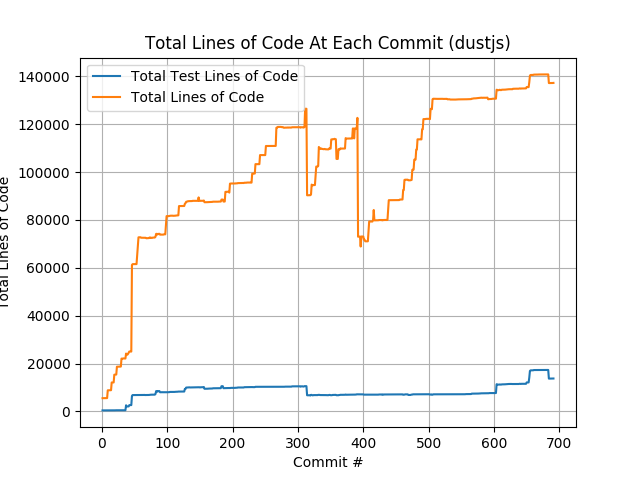 Total Lines of Code At Each Commit (dustjs)
Total Test Lines of Code
Total Lines of Code
140000
120000
100000
80000
60000
40000
20000
0
Total Lines of Code
0 100 200 300 400 500 600 700
Commit #